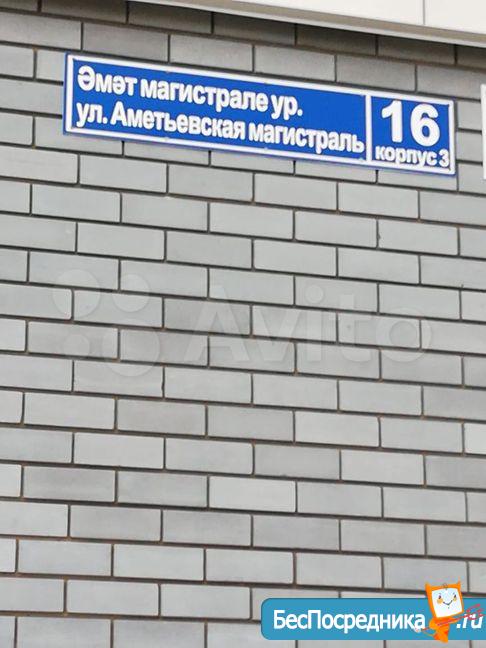 Әмәт магистрале ур.
ул. Аметьевская магистраль
16
корпус 3
Avito
БесПосредника.ru